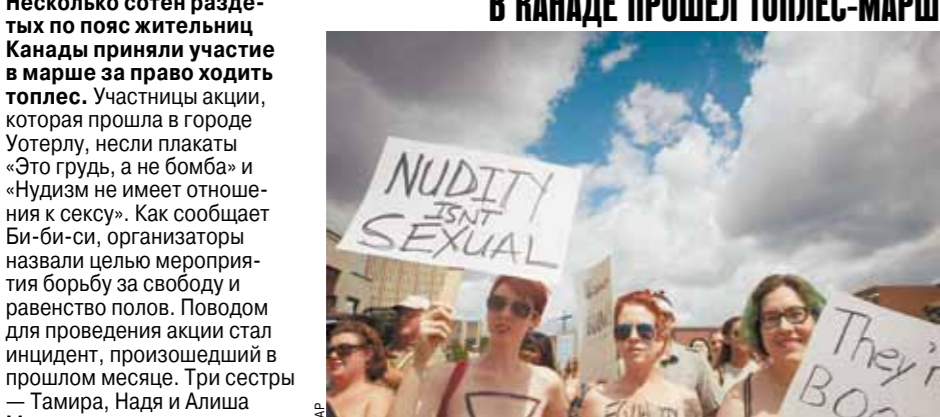 В КАНАДЕ ПРОШЕЛ ТОПЛЕС-МАРШ
Несколько сотен разде-
тых по пояс жительниц
Канады приняли участие
в марше за право ходить
топлес. Участницы акции,
которая прошла в городе
Уотерлу, несли плакаты
«Это грудь, а не бомба» и
«Нудизм не имеет отноше-
ния к сексу». Как сообщает
Би-би-си, организаторы
назвали целью мероприя-
тия борьбу за свободу и
равенство полов. Поводом
для проведения акции стал
инцидент, произошедший в
прошлом месяце. Три сестры
— Тамира, Надя и Алиша
AP
NUDITY
ISNT
SEXUAL